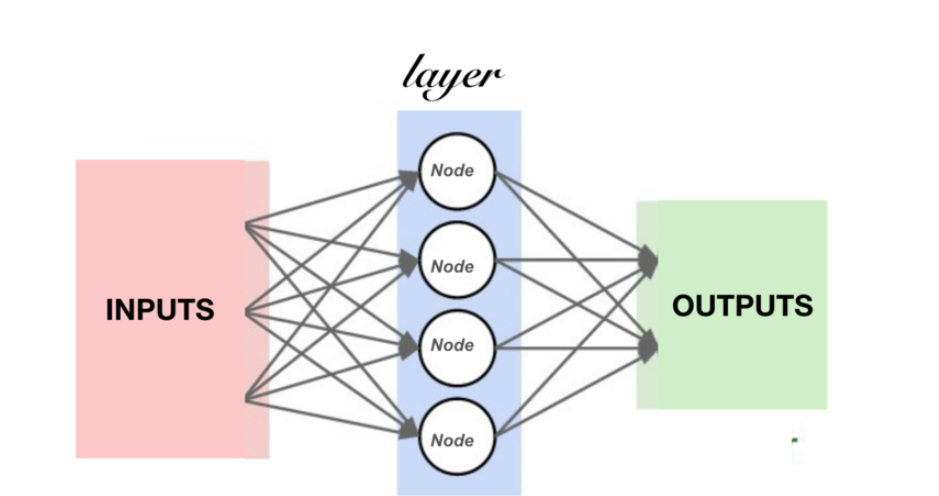 layer
Node
Node
INPUTS
OUTPUTS
Node
Node